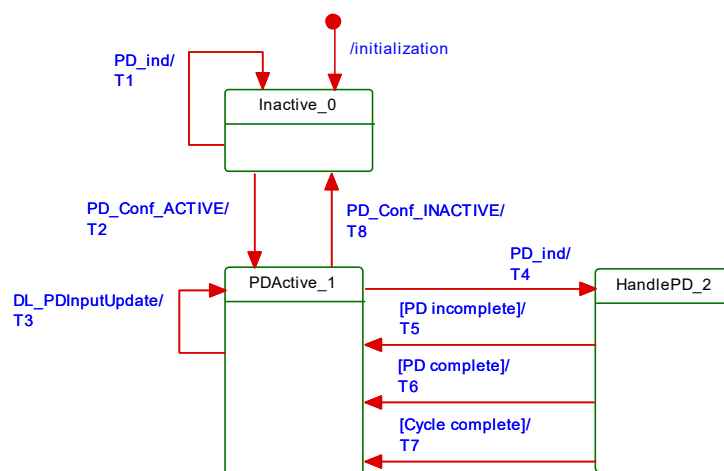 /initialization
PD_ind/
T1
Inactive_0
PD_Conf_ACTIVE/
T2
PD_Conf_INACTIVE/
T8
PD_ind/
T4
PDActive_1
HandlePD_2
DL_PDInputUpdate/
T3
[PD incomplete]/
T5
[PD complete]/
T6
[Cycle complete]/
T7